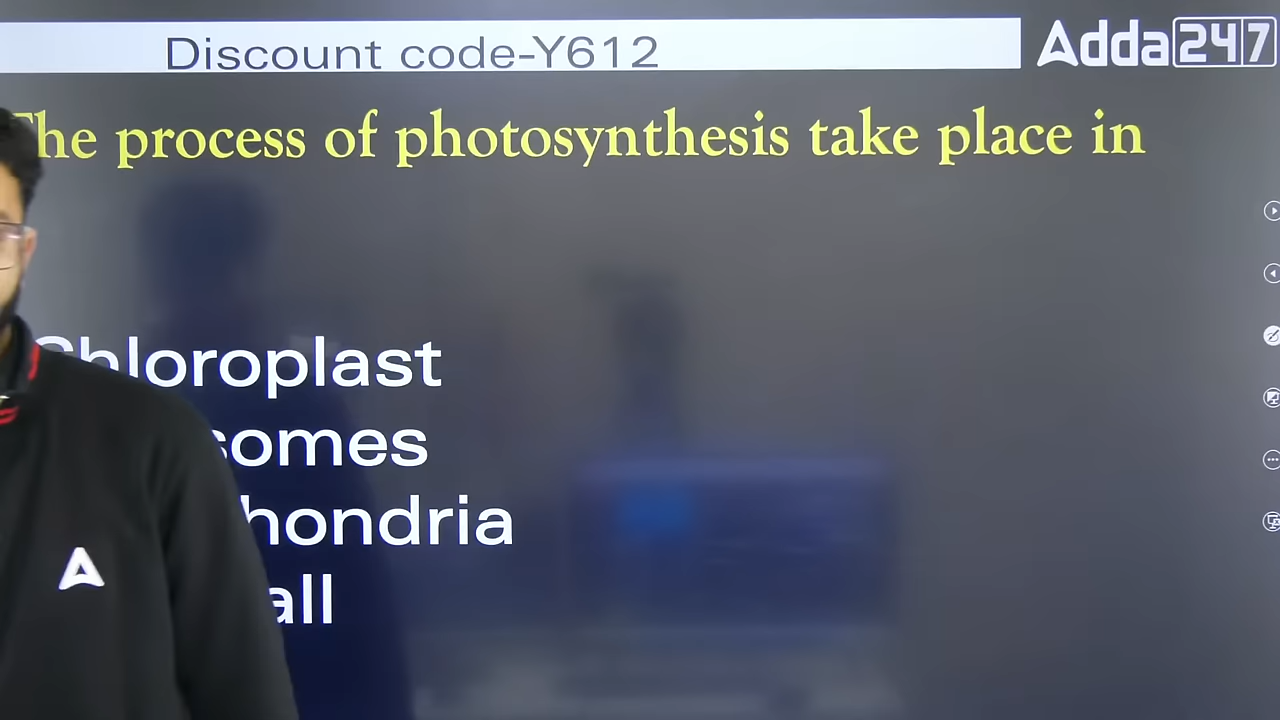 Discount code-Y612
Adda247
The process of photosynthesis take place in
Chloroplast
somes
hondria
all